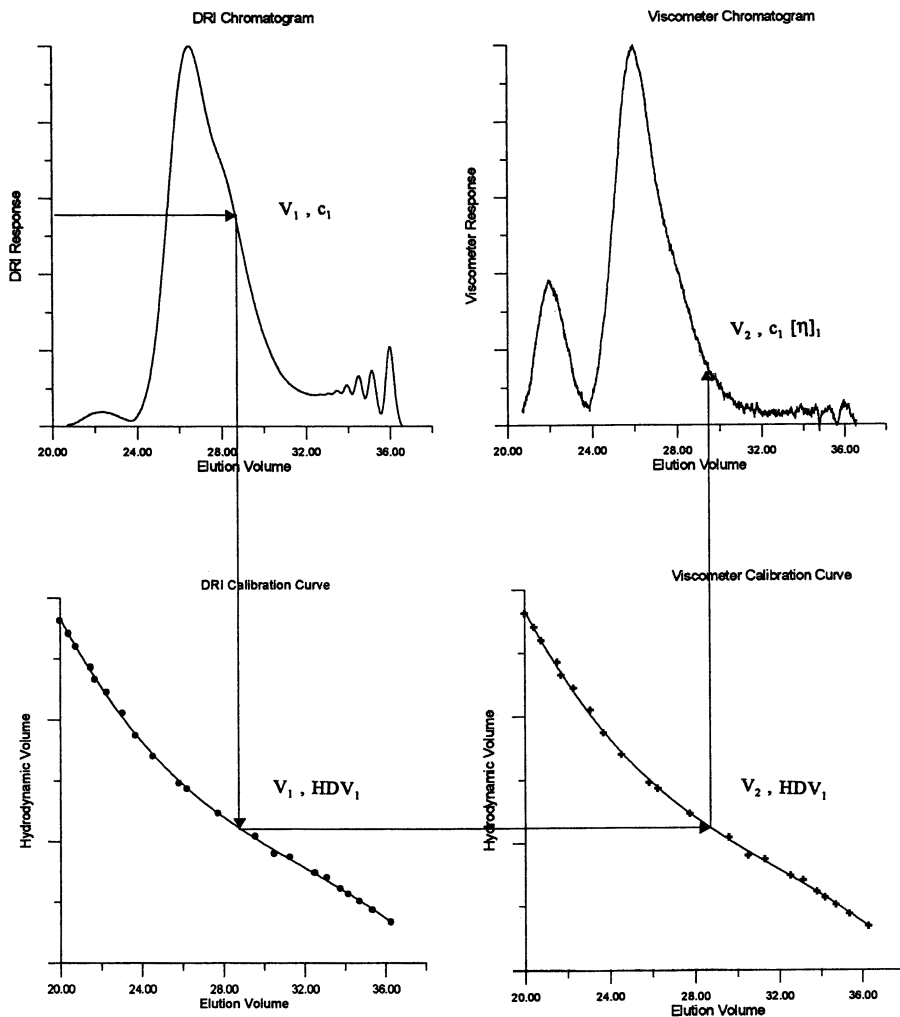 DRI Chromatogram
DRI Response
V₁ , c₁
20.00 24.00 28.00 32.00 36.00
Elution Volume
Viscometer Chromatogram
Viscometer Response
V₂ , c₁ [η]₁
20.00 24.00 28.00 32.00 36.00
Elution Volume
DRI Calibration Curve
Hydrodynamic Volume
V₁ , HDV₁
20.00 24.00 28.00 32.00 36.00
Elution Volume
Viscometer Calibration Curve
Hydrodynamic Volume
V₂ , HDV₁
20.00 24.00 28.00 32.00 36.00
Elution Volume